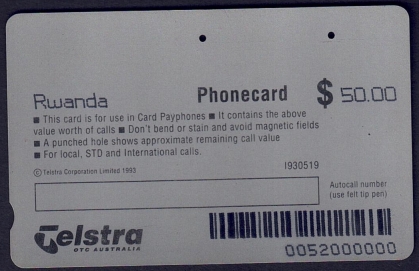 Rwanda Phonecard $ 50.00
■ This card is for use in Card Payphones ■ It contains the above
value worth of calls ■ Don't bend or stain and avoid magnetic fields
■ A punched hole shows approximate remaining call value
■ For local, STD and International calls.
© Telstra Corporation Limited 1993 I930519
Autocall number
(use felt tip pen)
Telstra
OTC AUSTRALIA
0052000000